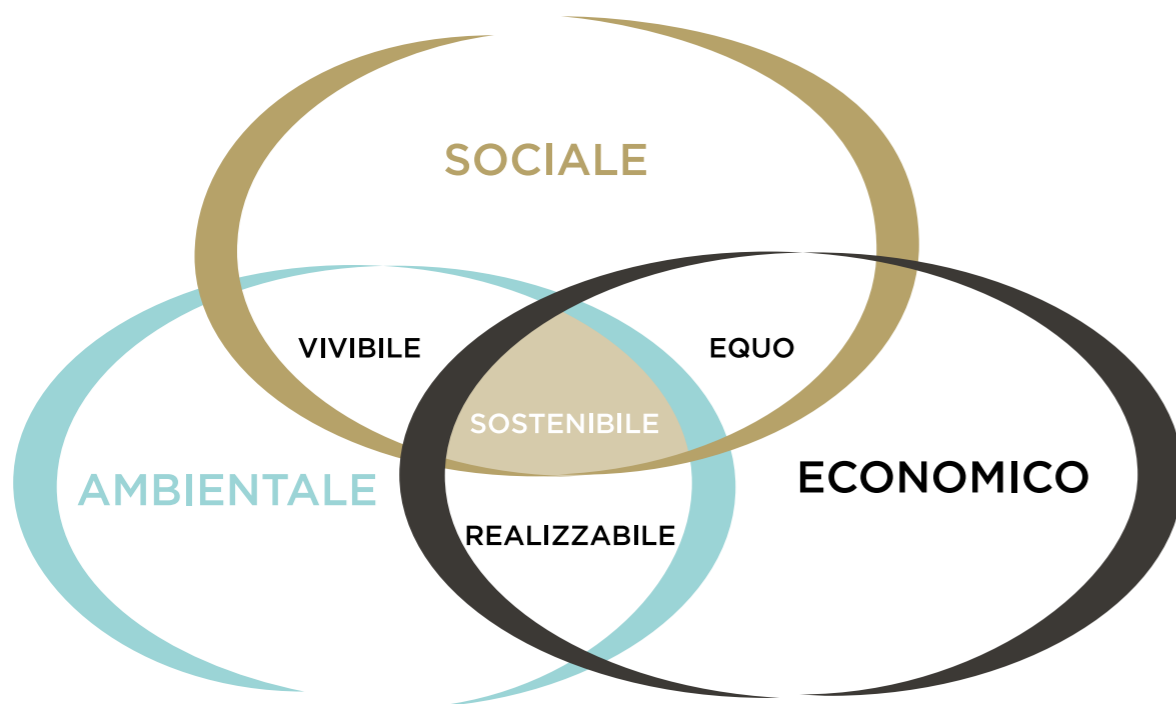 SOCIALE
VIVIBILE
EQUO
SOSTENIBILE
AMBIENTALE
ECONOMICO
REALIZZABILE